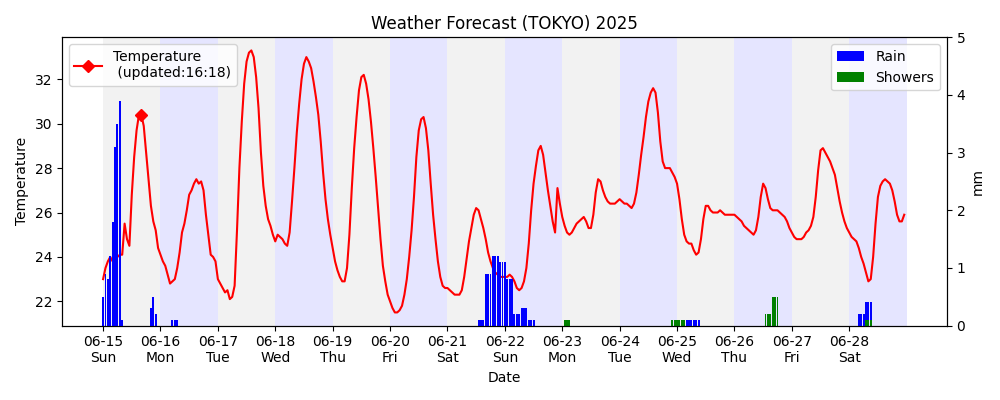 Weather Forecast (TOKYO) 2025
Temperature
(updated:16:18)
Rain
Showers
Temperature
32
30
28
26
24
22
5
4
3
2
1
0
mm
06-15 06-16 06-17 06-18 06-19 06-20 06-21 06-22 06-23 06-24 06-25 06-26 06-27 06-28
Sun Mon Tue Wed Thu Fri Sat Sun Mon Tue Wed Thu Fri Sat
Date